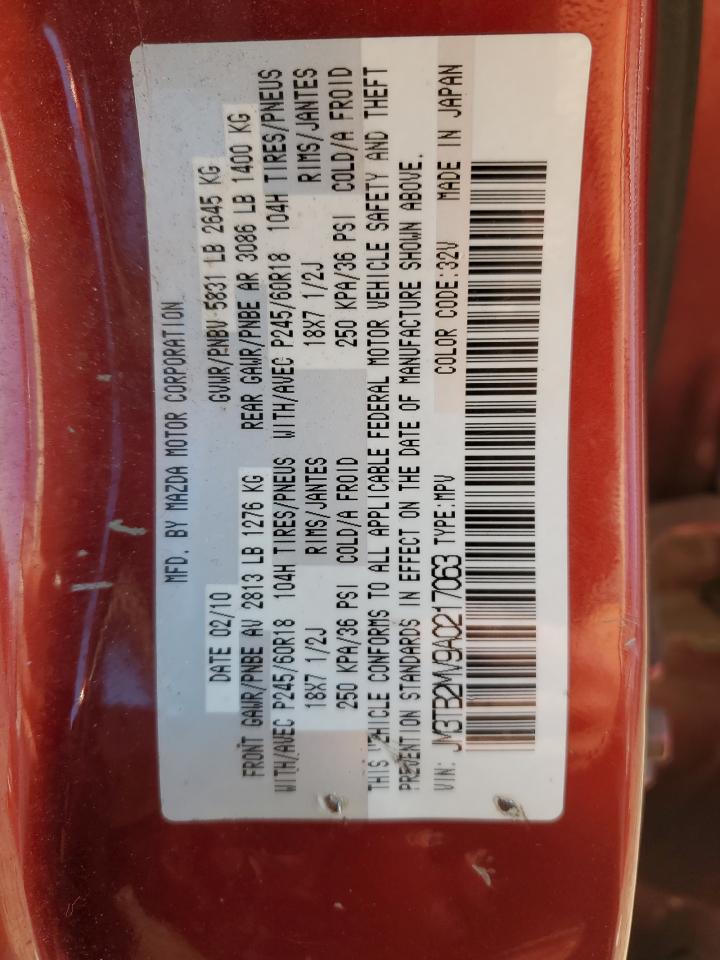 MFD. BY MAZDA MOTOR CORPORATION
DATE 02/10 GVWR/PNBV 5831 LB 2645 KG
FRONT GAWR/PNBE AV 2813 LB 1276 KG REAR GAWR/PNBE AR 3086 LB 1400 KG
WITH/AVEC P245/60R18 104H TIRES/PNEUS WITH/AVEC P245/60R18 104H TIRES/PNEUS
18X7 1/2J RIMS/JANTES 18X7 1/2J RIMS/JANTES
250 KPA/36 PSI COLD/A FROID 250 KPA/36 PSI COLD/A FROID
THIS VEHICLE CONFORMS TO ALL APPLICABLE FEDERAL MOTOR VEHICLE SAFETY AND THEFT
PREVENTION STANDARDS IN EFFECT ON THE DATE OF MANUFACTURE SHOWN ABOVE.
VIN: JM3TB2MV9A0217063 TYPE:MPV COLOR CODE:32V MADE IN JAPAN